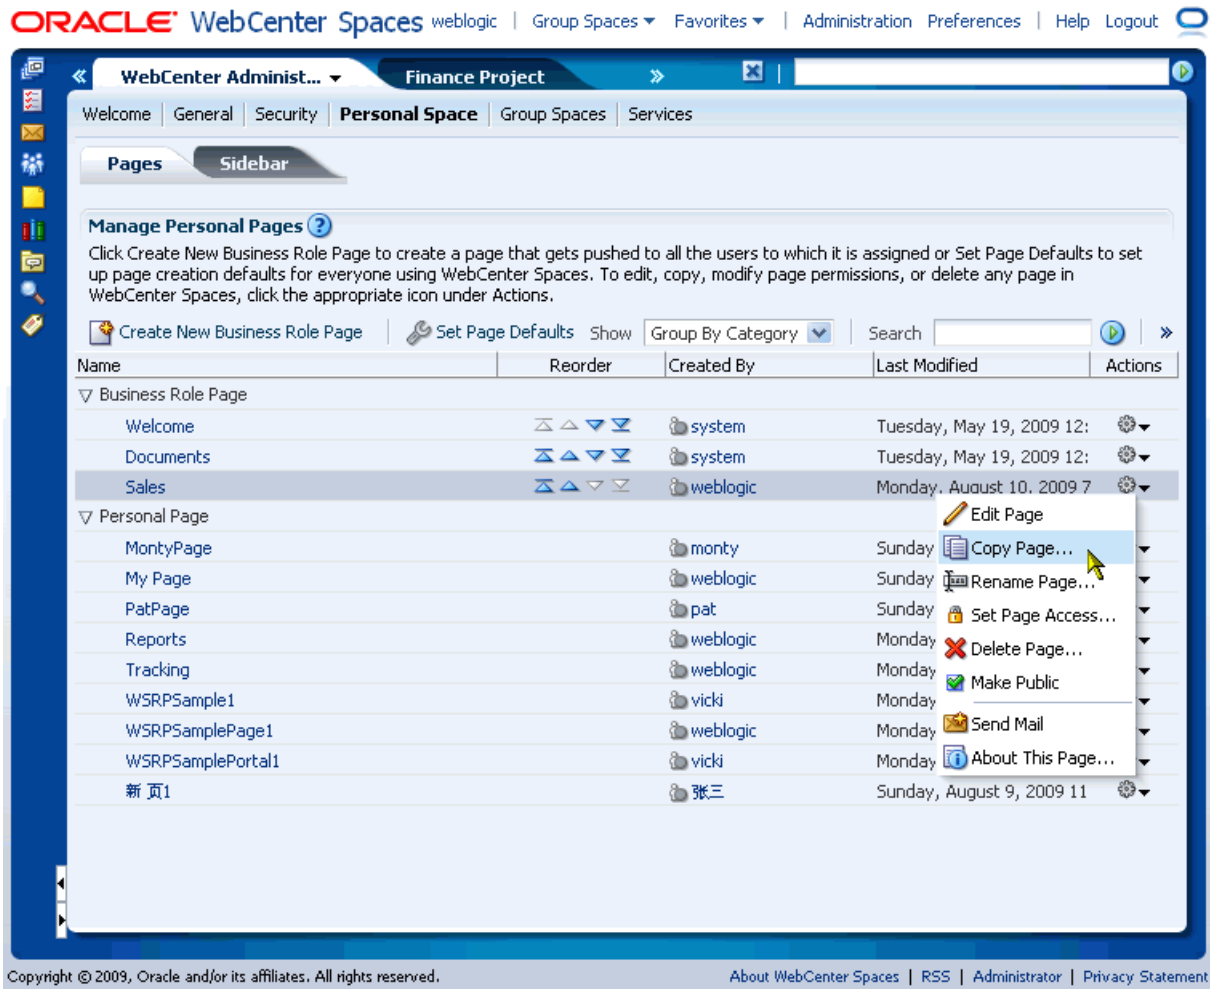 ORACLE WebCenter Spaces weblogic | Group Spaces Favorites | Administration Preferences | Help Logout
WebCenter Administ... Finance Project
Welcome General Security Personal Space Group Spaces Services
Pages Sidebar
Manage Personal Pages ?
Click Create New Business Role Page to create a page that gets pushed to all the users to which it is assigned or Set Page Defaults to set
up page creation defaults for everyone using WebCenter Spaces. To edit, copy, modify page permissions, or delete any page in
WebCenter Spaces, click the appropriate icon under Actions.
Create New Business Role Page Set Page Defaults Show Group By Category Search
Name Reorder Created By Last Modified Actions
Business Role Page
Welcome system Tuesday, May 19, 2009 12:
Documents system Tuesday, May 19, 2009 12:
Sales weblogic Monday, August 10, 2009 7
Personal Page
Edit Page
MontyPage monty Sunday
Copy Page...
My Page weblogic Sunday
Rename Page...
PatPage pat Sunday
Set Page Access...
Reports weblogic Monday
Delete Page...
Tracking weblogic Monday
Make Public
WSRPSample1 vicki Monday
Send Mail
WSRPSamplePage1 weblogic Monday
About This Page...
WSRPSamplePortal1 vicki Monday
新 页1 张三 Sunday, August 9, 2009 11
Copyright © 2009, Oracle and/or its affiliates. All rights reserved. About WebCenter Spaces | RSS | Administrator | Privacy Statement